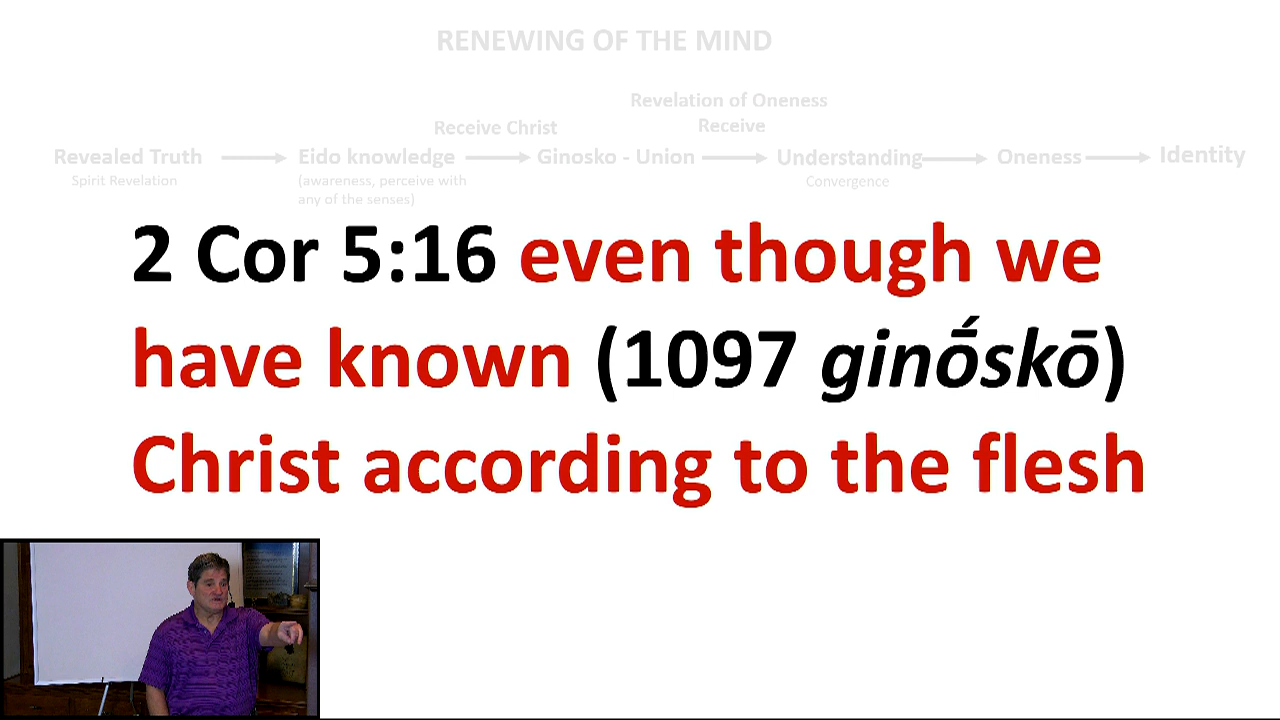 RENEWING OF THE MIND
Revelation of Oneness
Receive Christ
Receive
Revealed Truth
Eido knowledge
Ginosko - Union
Understanding
Oneness
Identity
Spirit Revelation
(awareness, perceive with
any of the senses)
Convergence
2 Cor 5:16 even though we
have known (1097 ginṓskō)
Christ according to the flesh